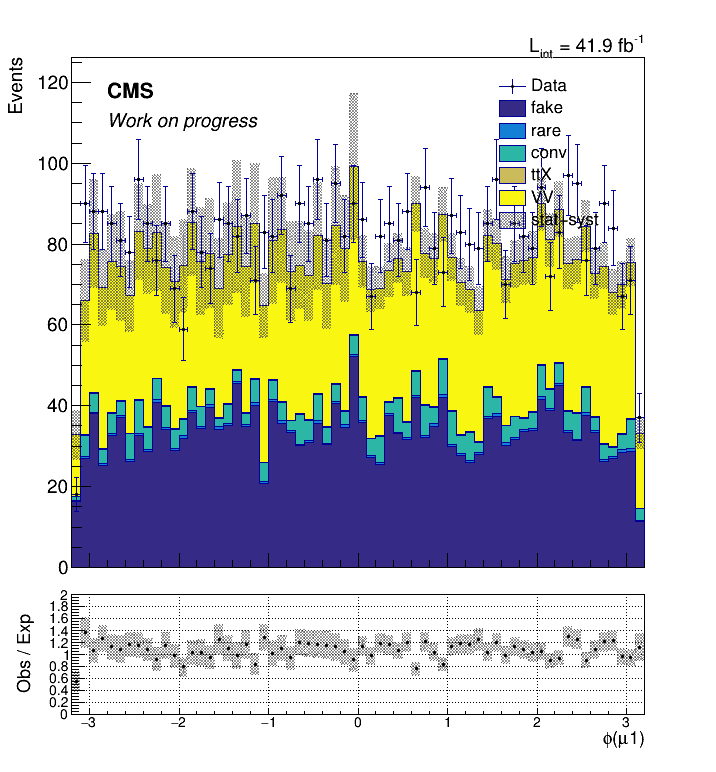 L_int = 41.9 fb⁻¹
Events
120
100
80
60
40
20
0
CMS
Work on progress
Data
fake
rare
conv
ttX
VV
stat+syst
Obs / Exp
2
1.8
1.6
1.4
1.2
1
0.8
0.6
0.4
0.2
0
−3 −2 −1 0 1 2 3
ϕ(μ1)